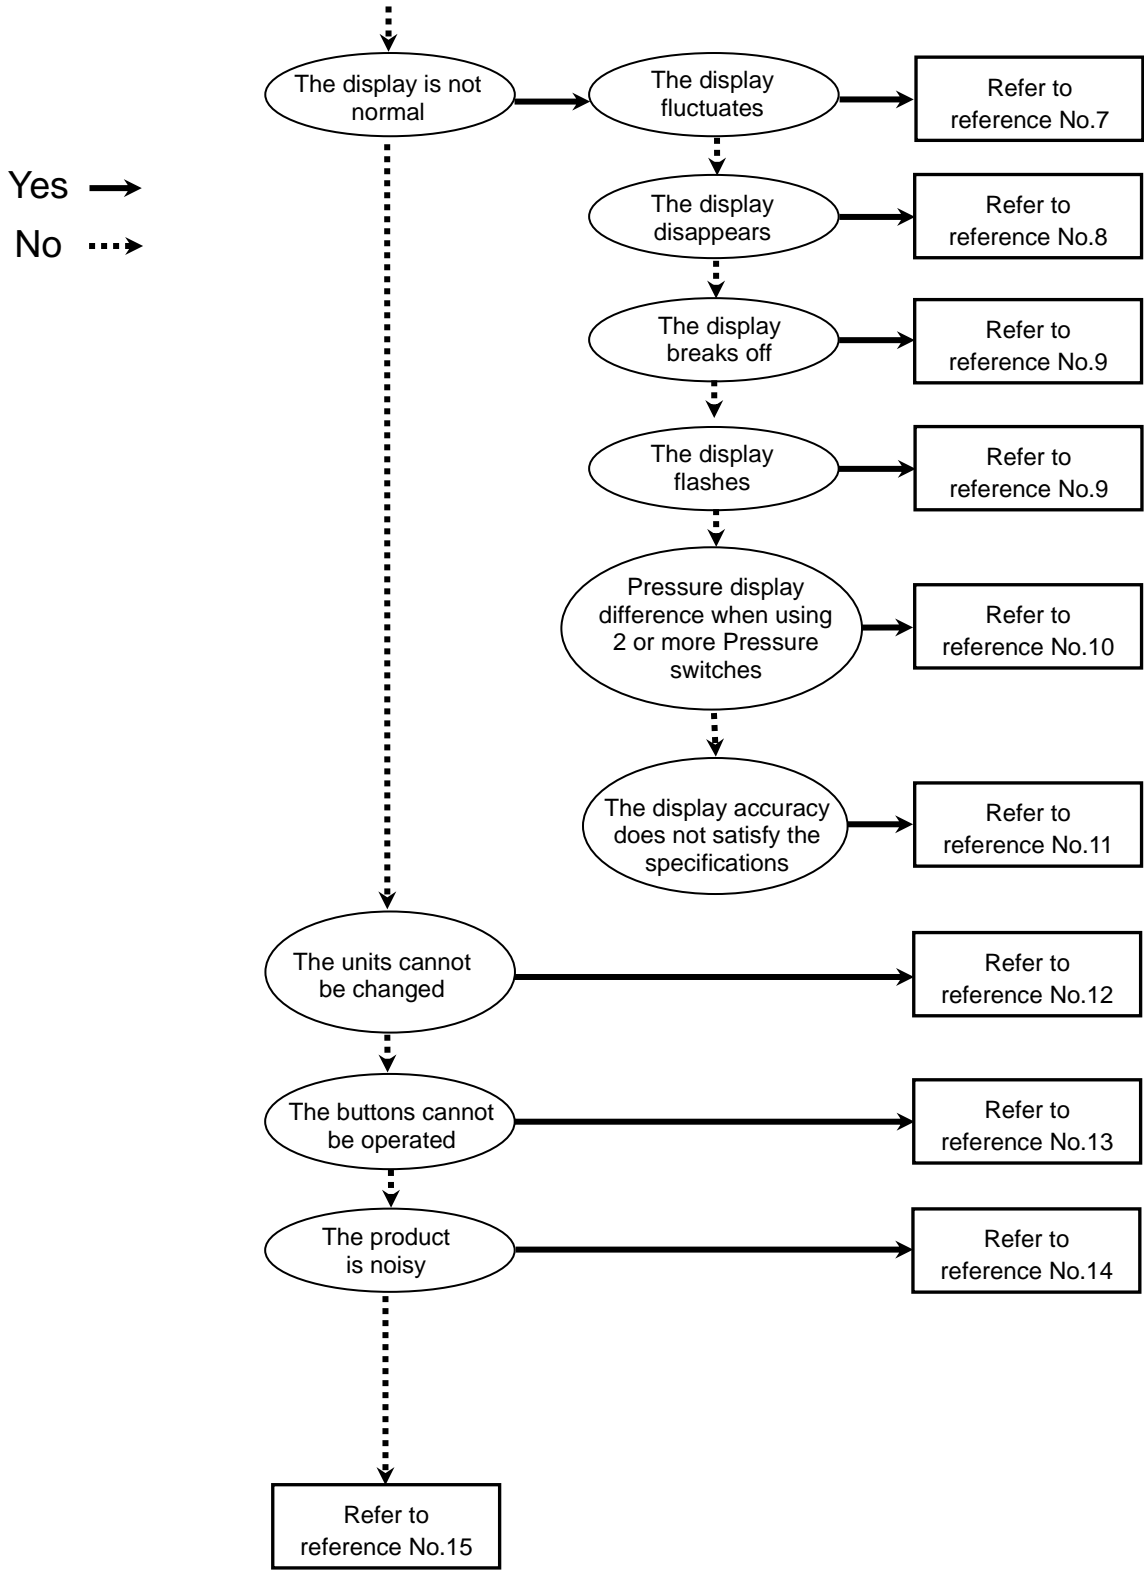 The display is not
normal
The display
fluctuates
Refer to
reference No.7
Yes
No
The display
disappears
Refer to
reference No.8
The display
breaks off
Refer to
reference No.9
The display
flashes
Refer to
reference No.9
Pressure display
difference when using
2 or more Pressure
switches
Refer to
reference No.10
The display accuracy
does not satisfy the
specifications
Refer to
reference No.11
The units cannot
be changed
Refer to
reference No.12
The buttons cannot
be operated
Refer to
reference No.13
The product
is noisy
Refer to
reference No.14
Refer to
reference No.15